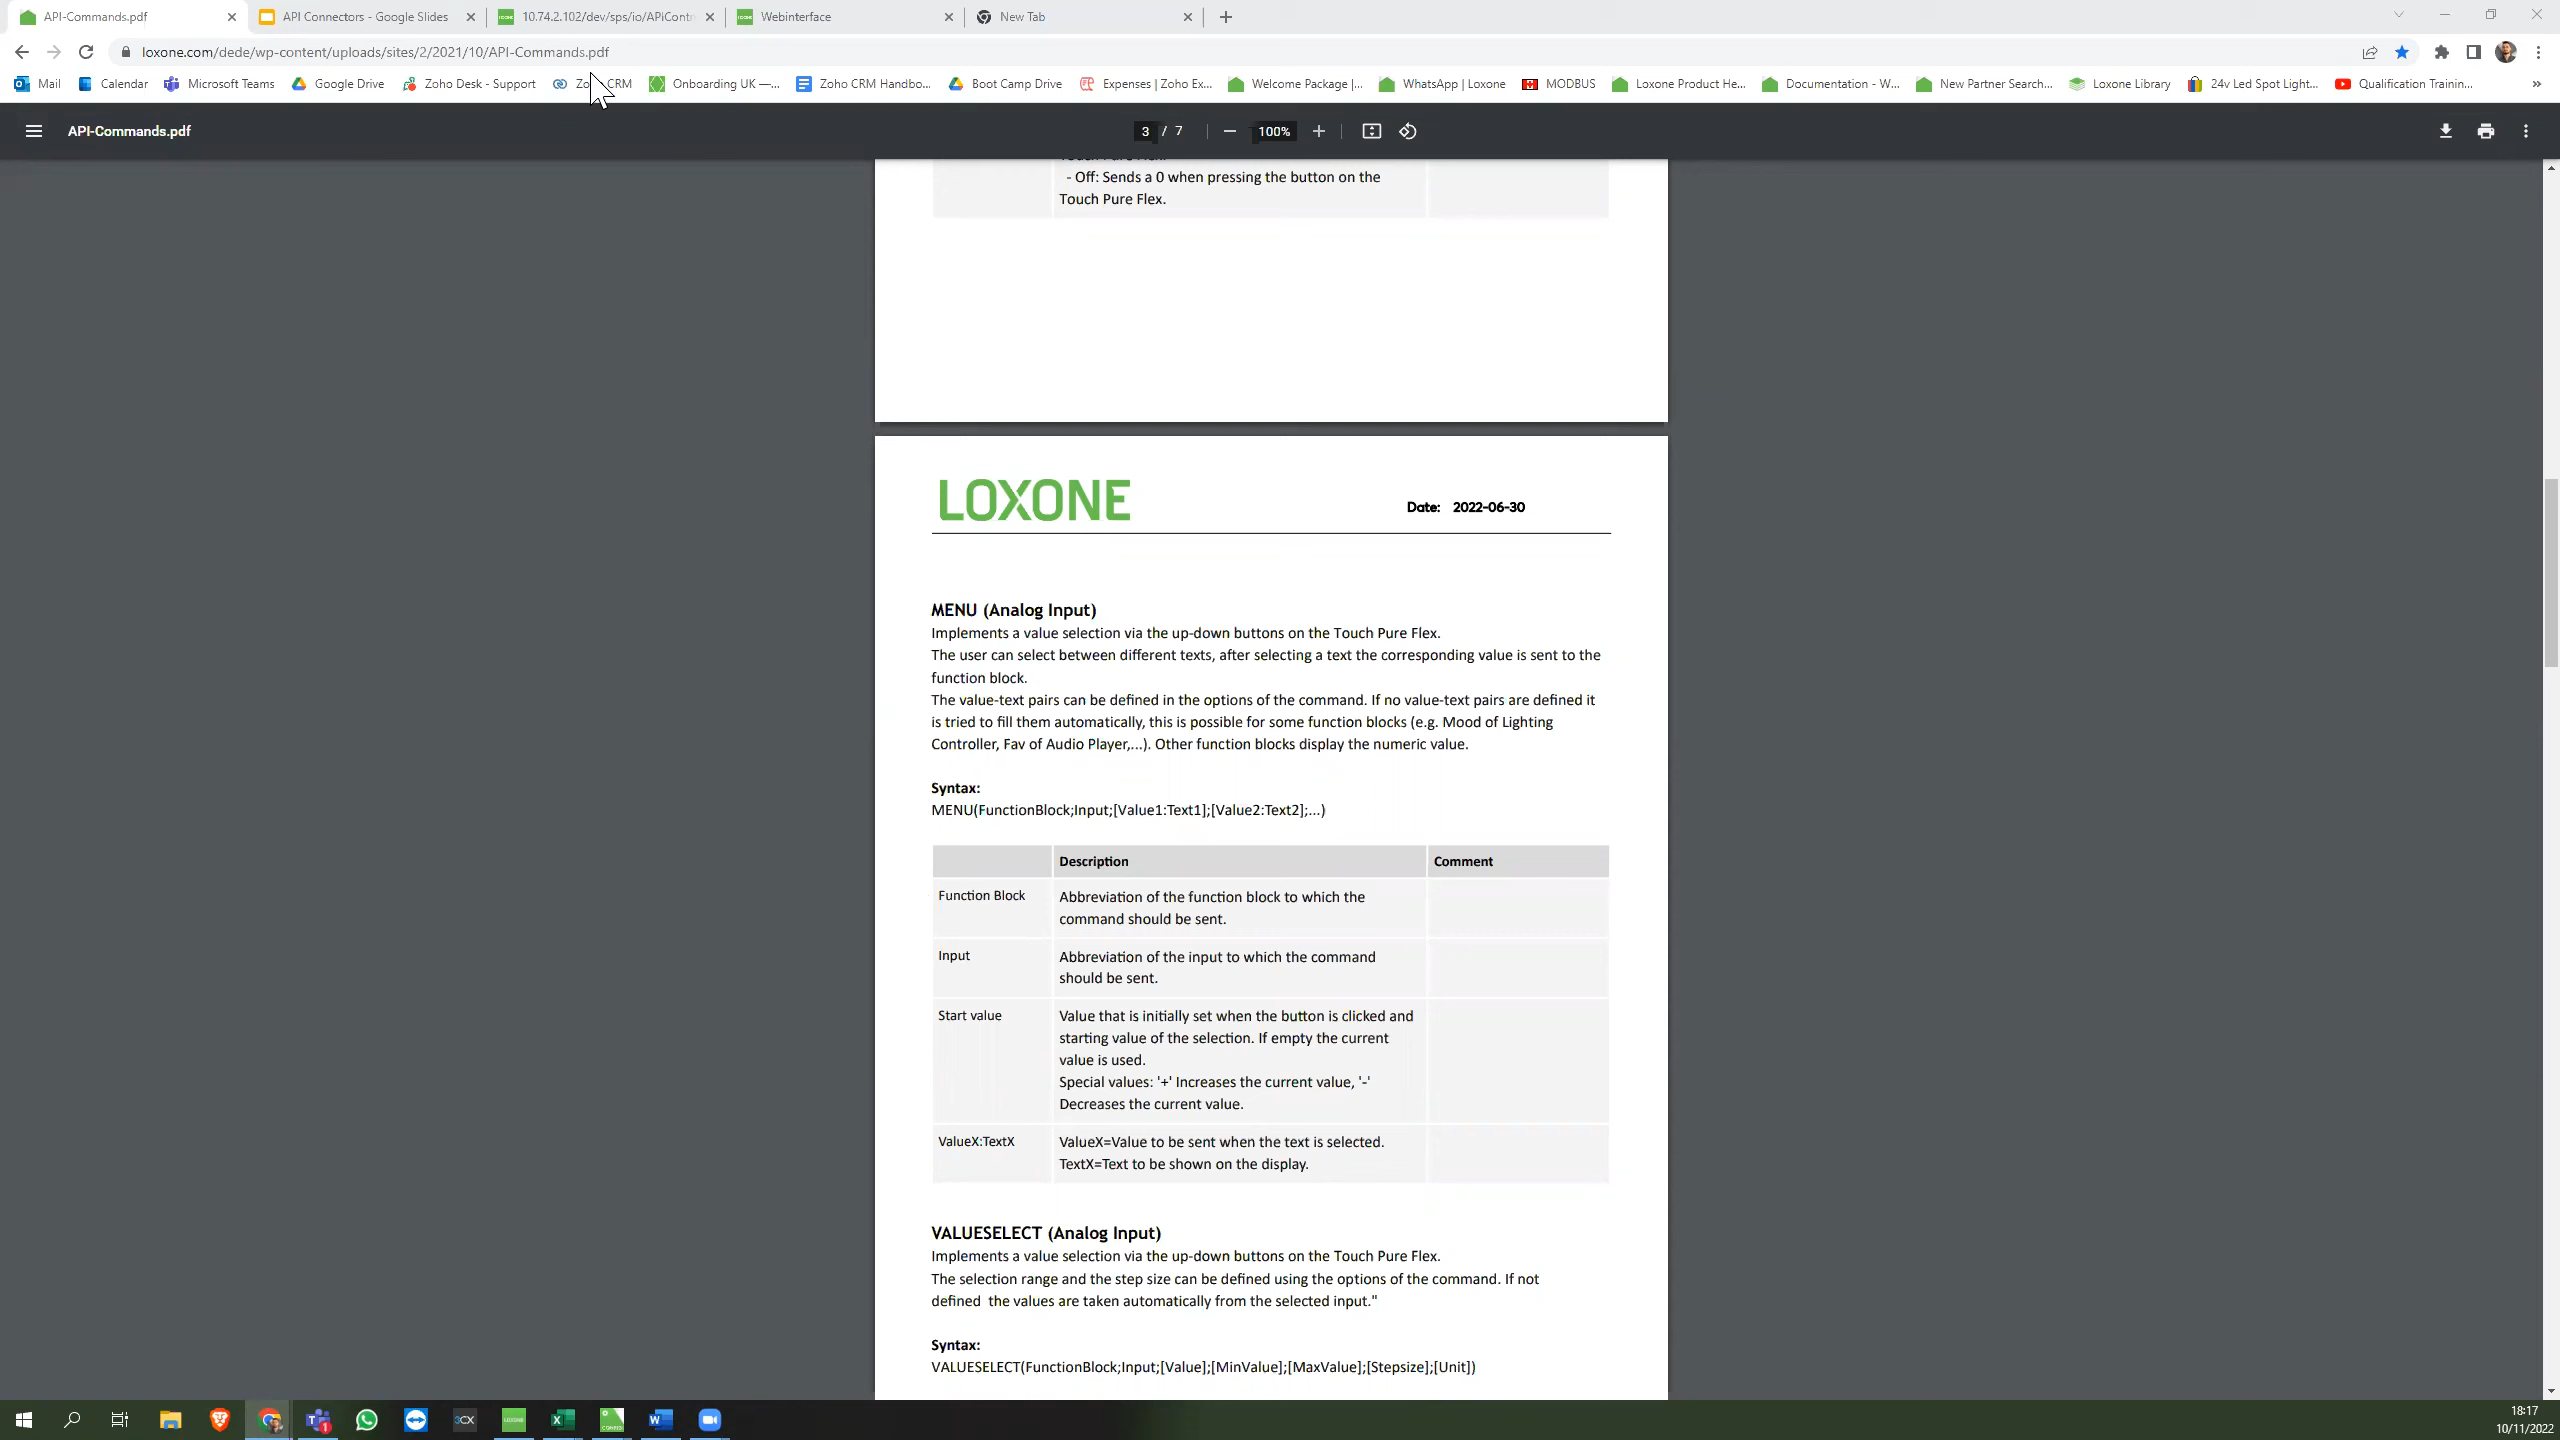 API-Commands.pdf
API Connectors - Google Slides
10.74.2.102/dev/sps/io/APiContr
Webinterface
New Tab
loxone.com/dede/wp-content/uploads/sites/2/2021/10/API-Commands.pdf
Mail
Calendar
Microsoft Teams
Google Drive
Zoho Desk - Support
CRM
Onboarding UK —...
Zoho CRM Handbo...
Boot Camp Drive
Expenses | Zoho Ex...
Welcome Package |...
WhatsApp | Loxone
MODBUS
Loxone Product He...
Documentation - W...
New Partner Search...
Loxone Library
24v Led Spot Light...
Qualification Trainin...
»
API-Commands.pdf
3 / 7
100%
- Off: Sends a 0 when pressing the button on the
Touch Pure Flex.
LOXONE
Date: 2022-06-30
MENU (Analog Input)
Implements a value selection via the up-down buttons on the Touch Pure Flex.
The user can select between different texts, after selecting a text the corresponding value is sent to the
function block.
The value-text pairs can be defined in the options of the command. If no value-text pairs are defined it
is tried to fill them automatically, this is possible for some function blocks (e.g. Mood of Lighting
Controller, Fav of Audio Player,...). Other function blocks display the numeric value.
Syntax:
MENU(FunctionBlock;Input;[Value1:Text1];[Value2:Text2];...)
Description
Comment
Function Block
Abbreviation of the function block to which the
command should be sent.
Input
Abbreviation of the input to which the command
should be sent.
Start value
Value that is initially set when the button is clicked and
starting value of the selection. If empty the current
value is used.
Special values: '+' Increases the current value, '-'
Decreases the current value.
ValueX:TextX
ValueX=Value to be sent when the text is selected.
TextX=Text to be shown on the display.
VALUESELECT (Analog Input)
Implements a value selection via the up-down buttons on the Touch Pure Flex.
The selection range and the step size can be defined using the options of the command. If not
defined  the values are taken automatically from the selected input."
Syntax:
VALUESELECT(FunctionBlock;Input;[Value];[MinValue];[MaxValue];[Stepsize];[Unit])
3CX
LOXONE
CONFIG
18:17
10/11/2022